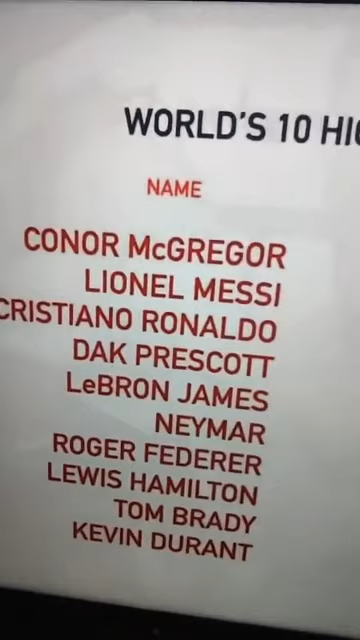 WORLD'S 10 HIG
NAME
CONOR McGREGOR
LIONEL MESSI
CRISTIANO RONALDO
DAK PRESCOTT
LeBRON JAMES
NEYMAR
ROGER FEDERER
LEWIS HAMILTON
TOM BRADY
KEVIN DURANT